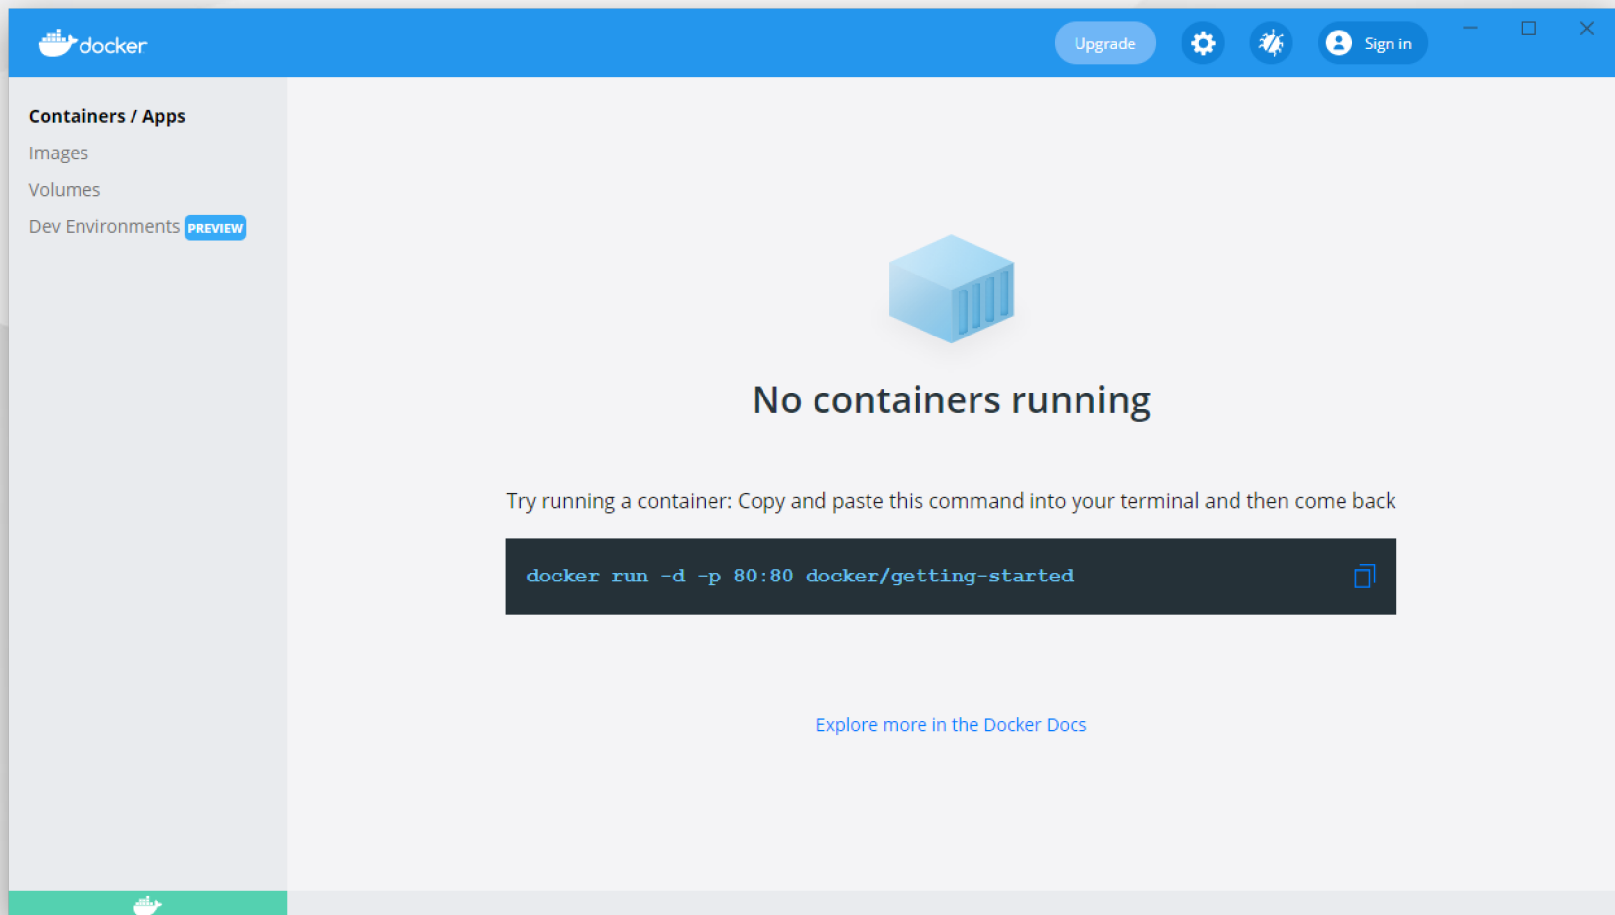 docker
Upgrade
Sign in
Containers / Apps
Images
Volumes
Dev Environments PREVIEW
No containers running
Try running a container: Copy and paste this command into your terminal and then come back
docker run -d -p 80:80 docker/getting-started
Explore more in the Docker Docs